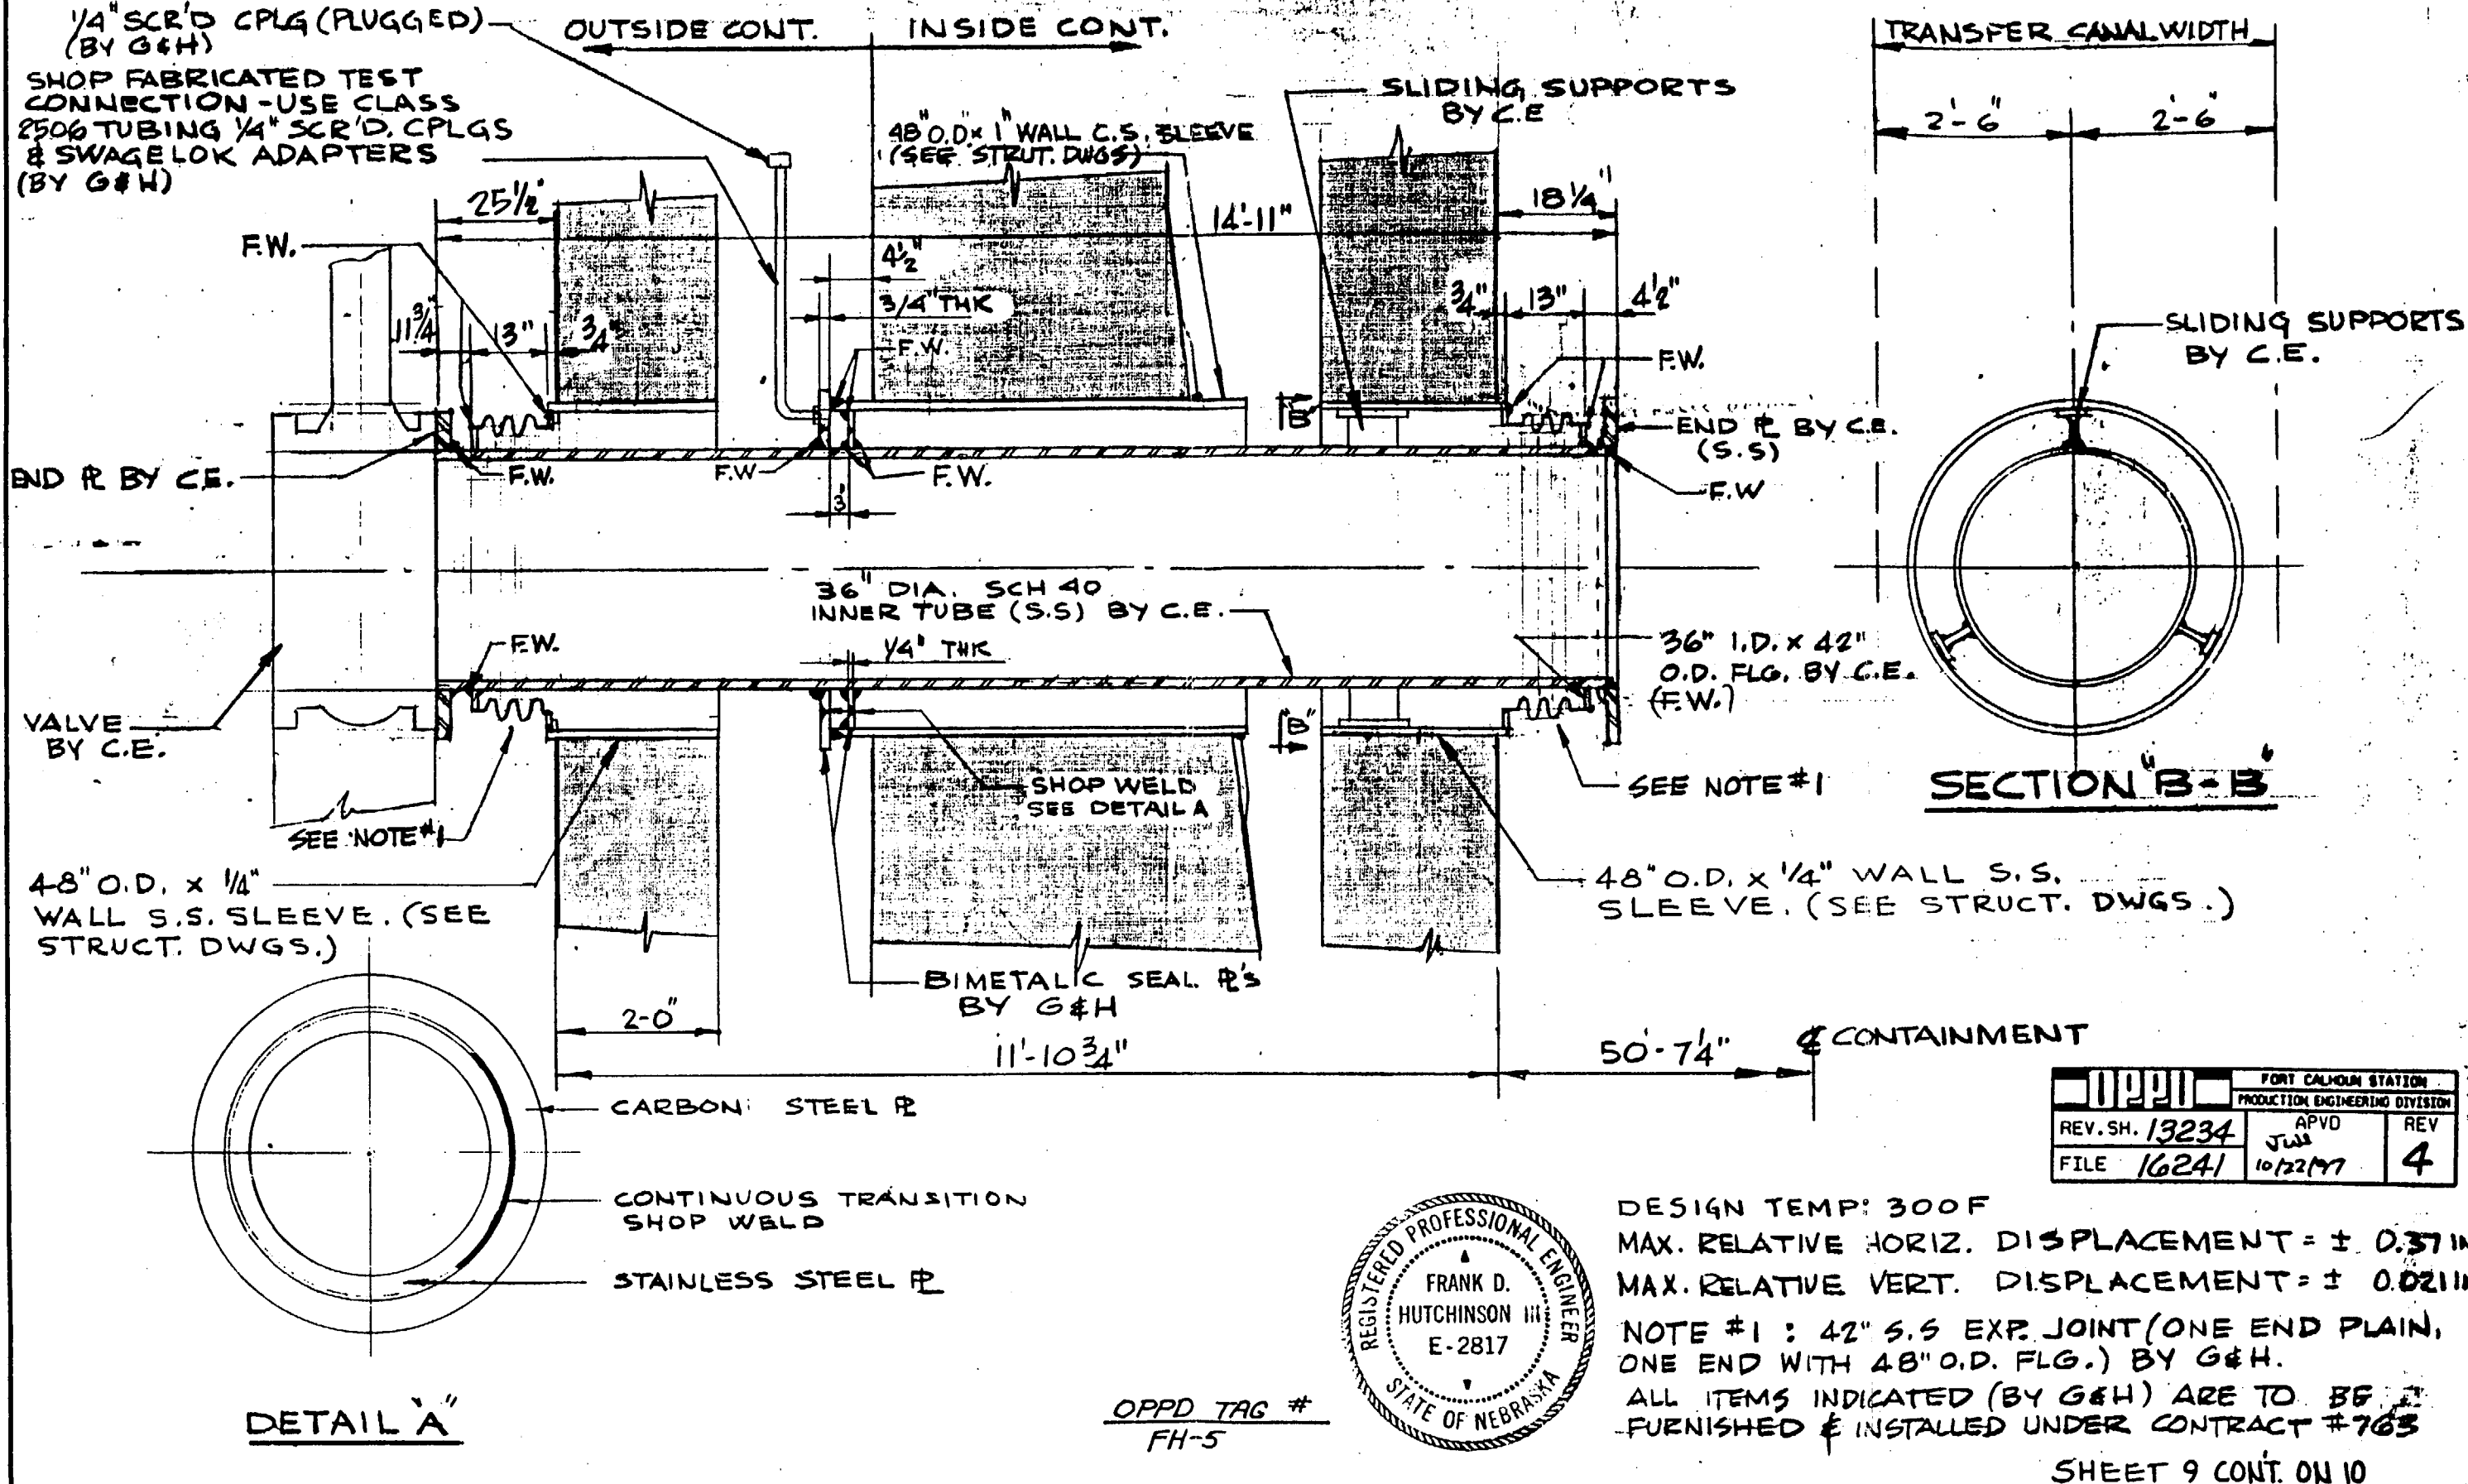 1/4" SCR'D CPLG (PLUGGED)
(BY G&H)
SHOP FABRICATED TEST
CONNECTION - USE CLASS
2506 TUBING 1/4" SCR'D. CPLGS
& SWAGELOK ADAPTERS
(BY G&H)
OUTSIDE CONT.
INSIDE CONT.
48" O.D x 1" WALL C.S. SLEEVE
(SEE STRUT. DWGS)
SLIDING SUPPORTS
BY C.E
TRANSFER CANAL WIDTH
2'-6"
2'-6"
25 1/2"
14'-11"
18 1/4"
F.W.
4 1/2"
3/4" THK
F.W.
11 3/4"
13"
3/4"
3/4"
13"
4 1/2"
F.W.
SLIDING SUPPORTS
BY C.E.
"B"
END PL BY C.E.
(S.S)
END PL BY C.E.
F.W.
F.W
F.W.
F.W
3"
36" DIA. SCH 40
INNER TUBE (S.S) BY C.E.
F.W.
1/4" THK
36" I.D. x 42"
O.D. FLG. BY C.E.
(F.W.)
VALVE
BY C.E.
"B"
SHOP WELD
SEE DETAIL A
SEE NOTE #1
SECTION "B-B"
SEE NOTE #1
48" O.D. x 1/4"
WALL S.S. SLEEVE. (SEE
STRUCT. DWGS.)
48" O.D. x 1/4" WALL S.S.
SLEEVE. (SEE STRUCT. DWGS.)
BIMETALIC SEAL PL'S
BY G&H
2-0"
11'-10 3/4"
50'-7 1/4"
℄ CONTAINMENT
CARBON STEEL PL
CONTINUOUS TRANSITION
SHOP WELD
STAINLESS STEEL PL
DETAIL "A"
OPPD
FORT CALHOUN STATION
PRODUCTION ENGINEERING DIVISION
REV. SH. 13234
APVD
10/22/97
REV
4
FILE 16241
REGISTERED PROFESSIONAL ENGINEER
FRANK D.
HUTCHINSON III
E-2817
STATE OF NEBRASKA
DESIGN TEMP: 300F
MAX. RELATIVE HORIZ. DISPLACEMENT = ± 0.37 IN
MAX. RELATIVE VERT. DISPLACEMENT = ± 0.021 I
NOTE #1 : 42" S.S EXP. JOINT (ONE END PLAIN,
ONE END WITH 48" O.D. FLG.) BY G&H.
ALL ITEMS INDICATED (BY G&H) ARE TO BE
FURNISHED & INSTALLED UNDER CONTRACT #763
OPPD TAG #
FH-5
SHEET 9 CONT. ON 10